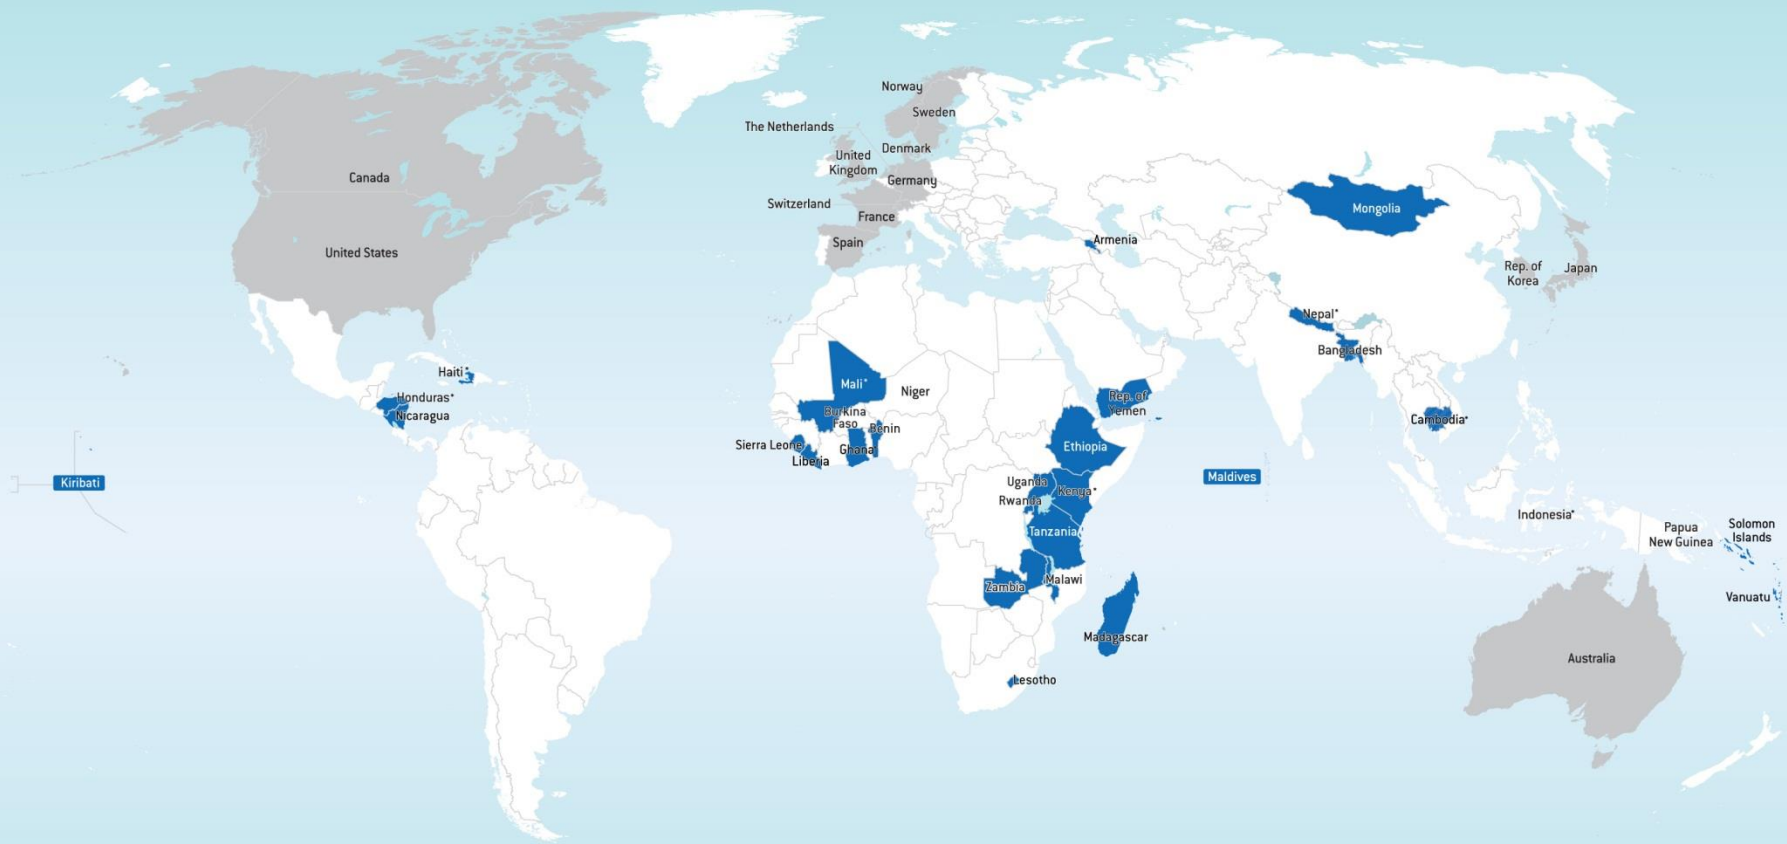 Norway
Sweden
The Netherlands
Denmark
United
Kingdom
Germany
Canada
Switzerland
Mongolia
France
United States
Spain
Armenia
Rep. of
Korea
Japan
Nepal*
Bangladesh
Haiti*
Mali*
Niger
Honduras*
Rep. of
Yemen
Nicaragua
Burkina
Faso
Benin
Cambodia*
Sierra Leone
Ghana
Ethiopia
Liberia
Kiribati
Uganda
Kenya*
Maldives
Rwanda
Indonesia*
Tanzania
Papua
New Guinea
Solomon
Islands
Zambia
Malawi
Vanuatu
Madagascar
Australia
Lesotho